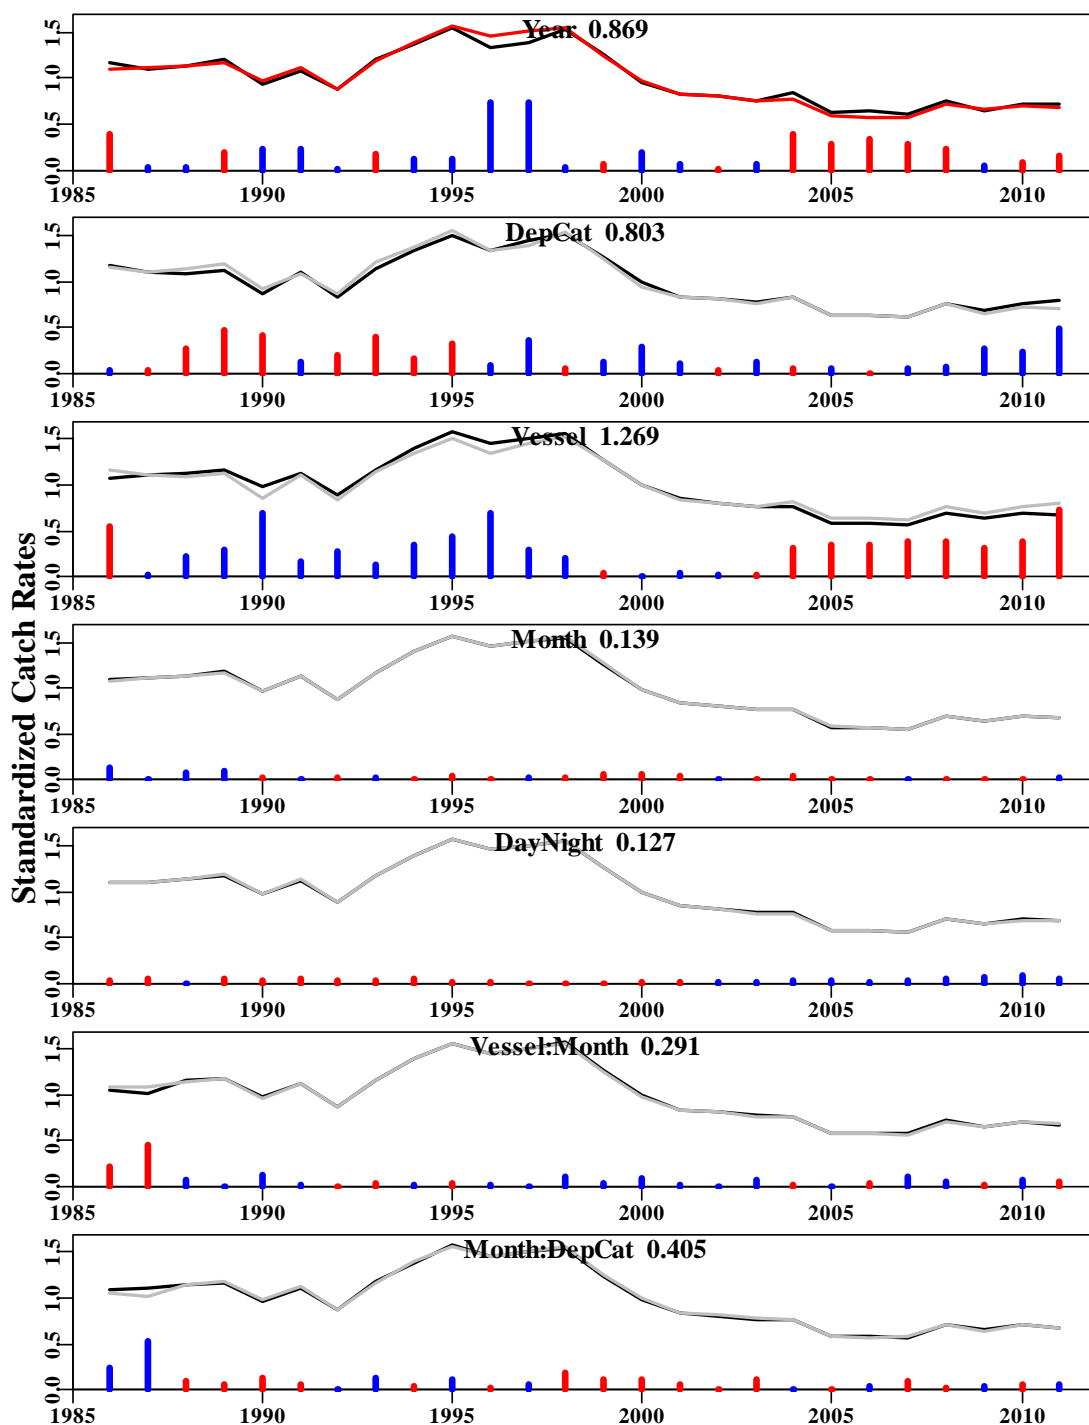 Standardized Catch Rates
Year 0.869
0.0 0.5 1.0 1.5
1985 1990 1995 2000 2005 2010
DepCat 0.803
0.0 0.5 1.0 1.5
1985 1990 1995 2000 2005 2010
Vessel 1.269
0.0 0.5 1.0 1.5
1985 1990 1995 2000 2005 2010
Month 0.139
0.0 0.5 1.0 1.5
1985 1990 1995 2000 2005 2010
DayNight 0.127
0.0 0.5 1.0 1.5
1985 1990 1995 2000 2005 2010
Vessel:Month 0.291
0.0 0.5 1.0 1.5
1985 1990 1995 2000 2005 2010
Month:DepCat 0.405
0.0 0.5 1.0 1.5
1985 1990 1995 2000 2005 2010